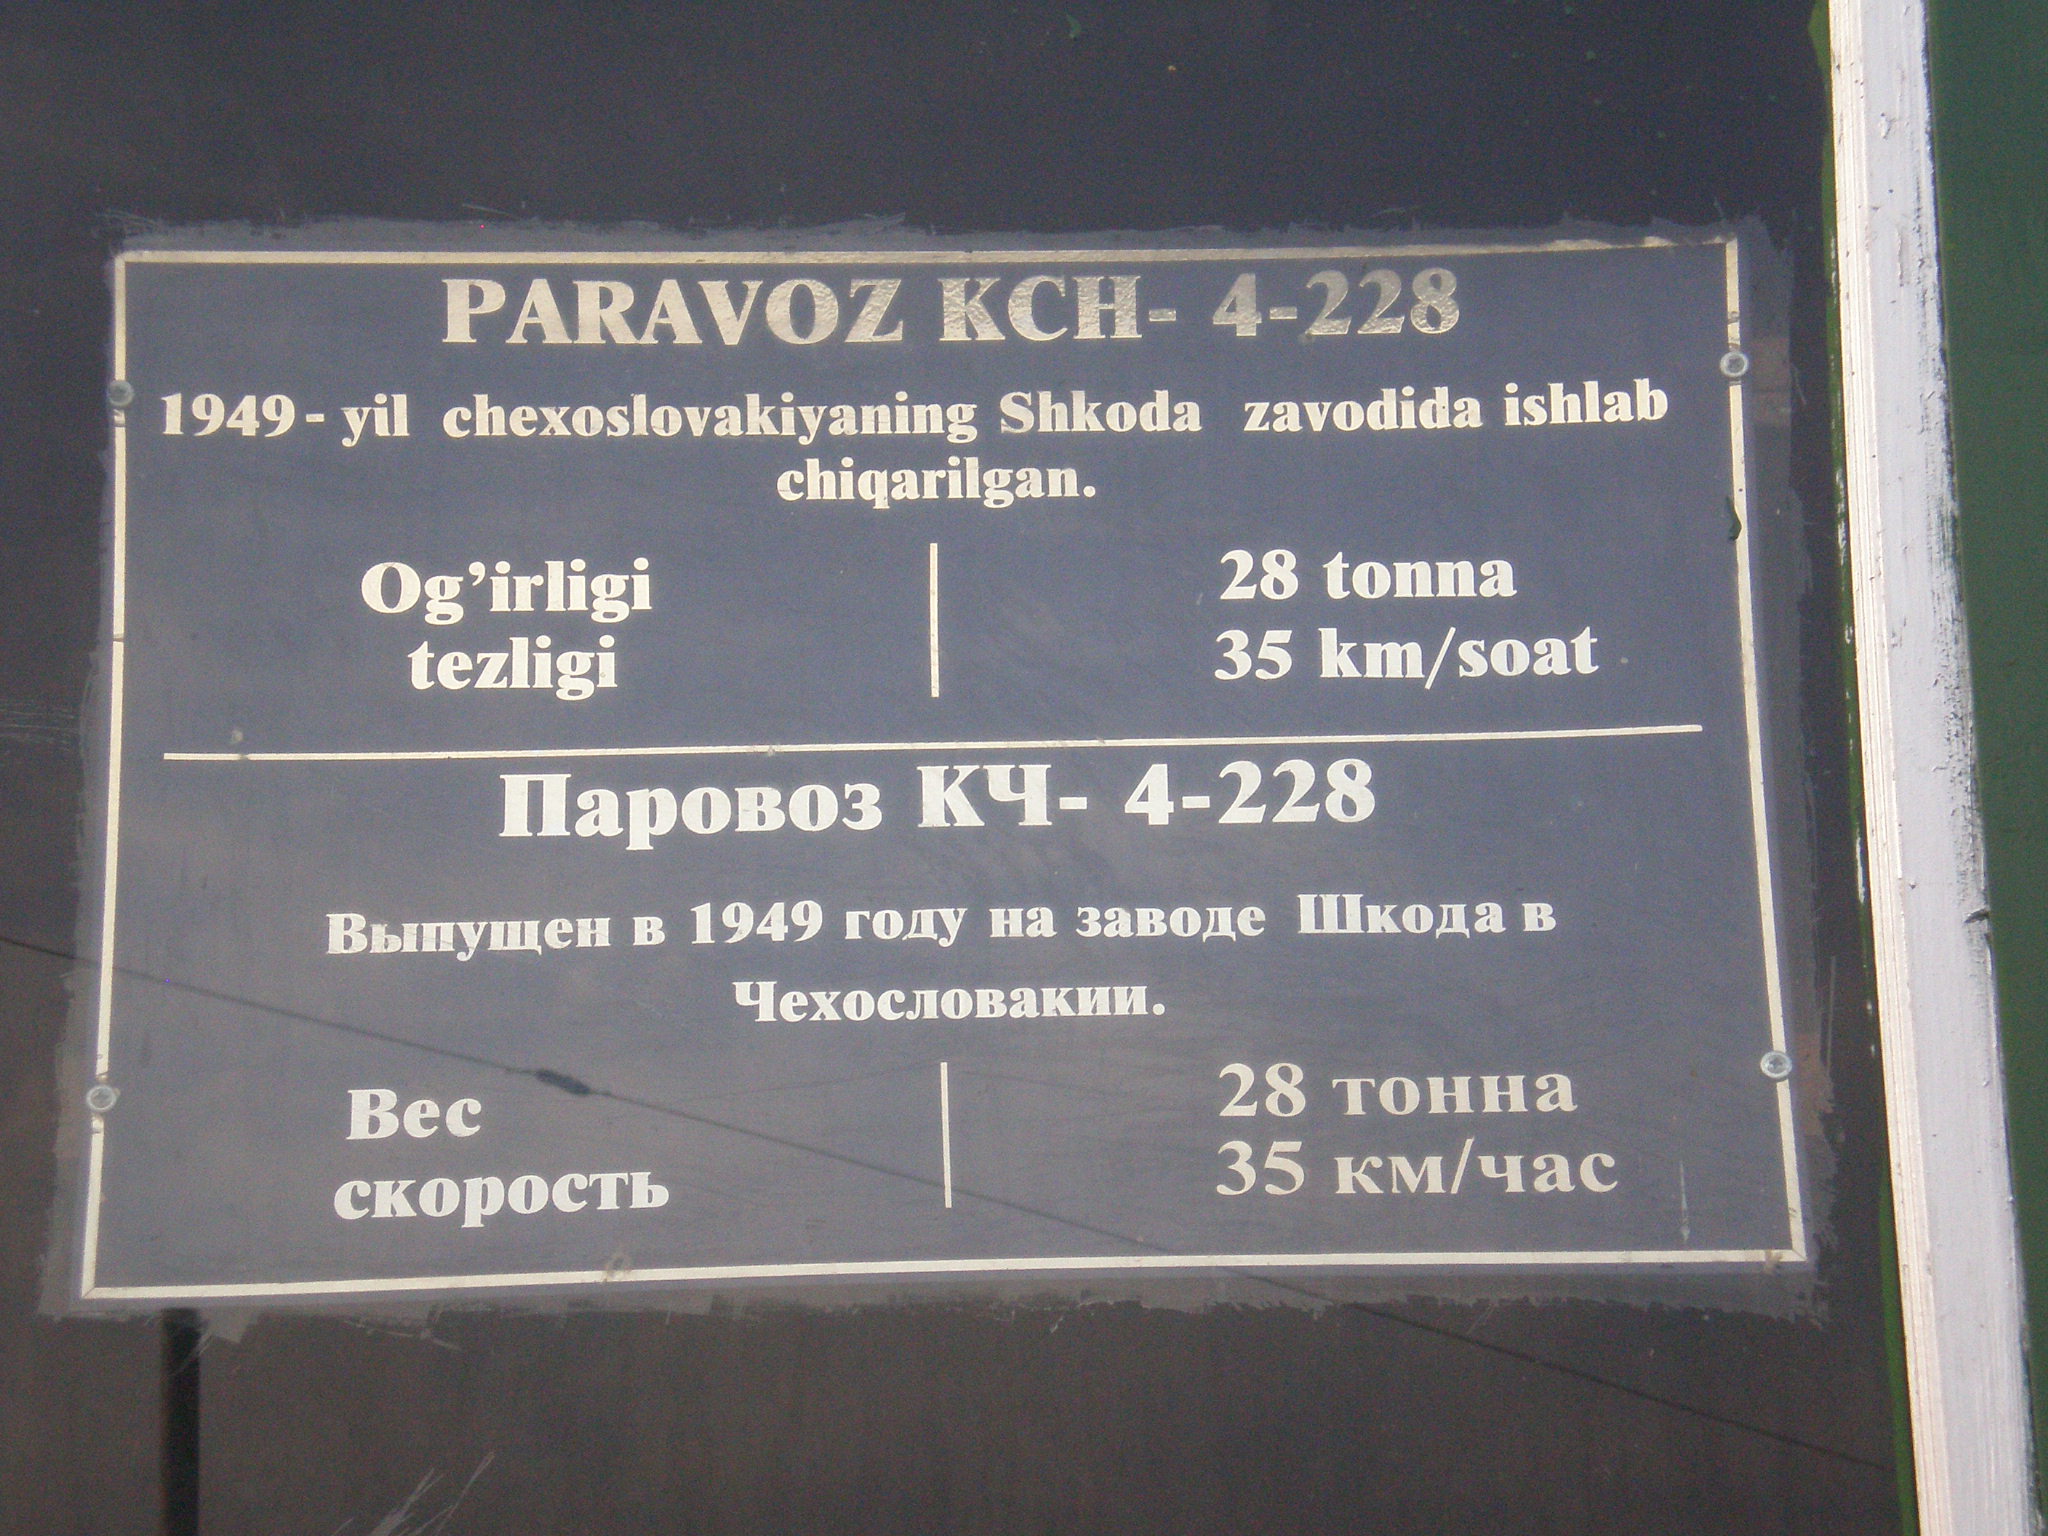 PARAVOZ KCH- 4-228
1949- yil chexoslovakiyaning Shkoda zavodida ishlab
chiqarilgan.
Og’irligi 28 tonna
tezligi 35 km/soat
Паровоз КЧ- 4-228
Выпущен в 1949 году на заводе Шкода в
Чехословакии.
Вес 28 тонна
скорость 35 км/час